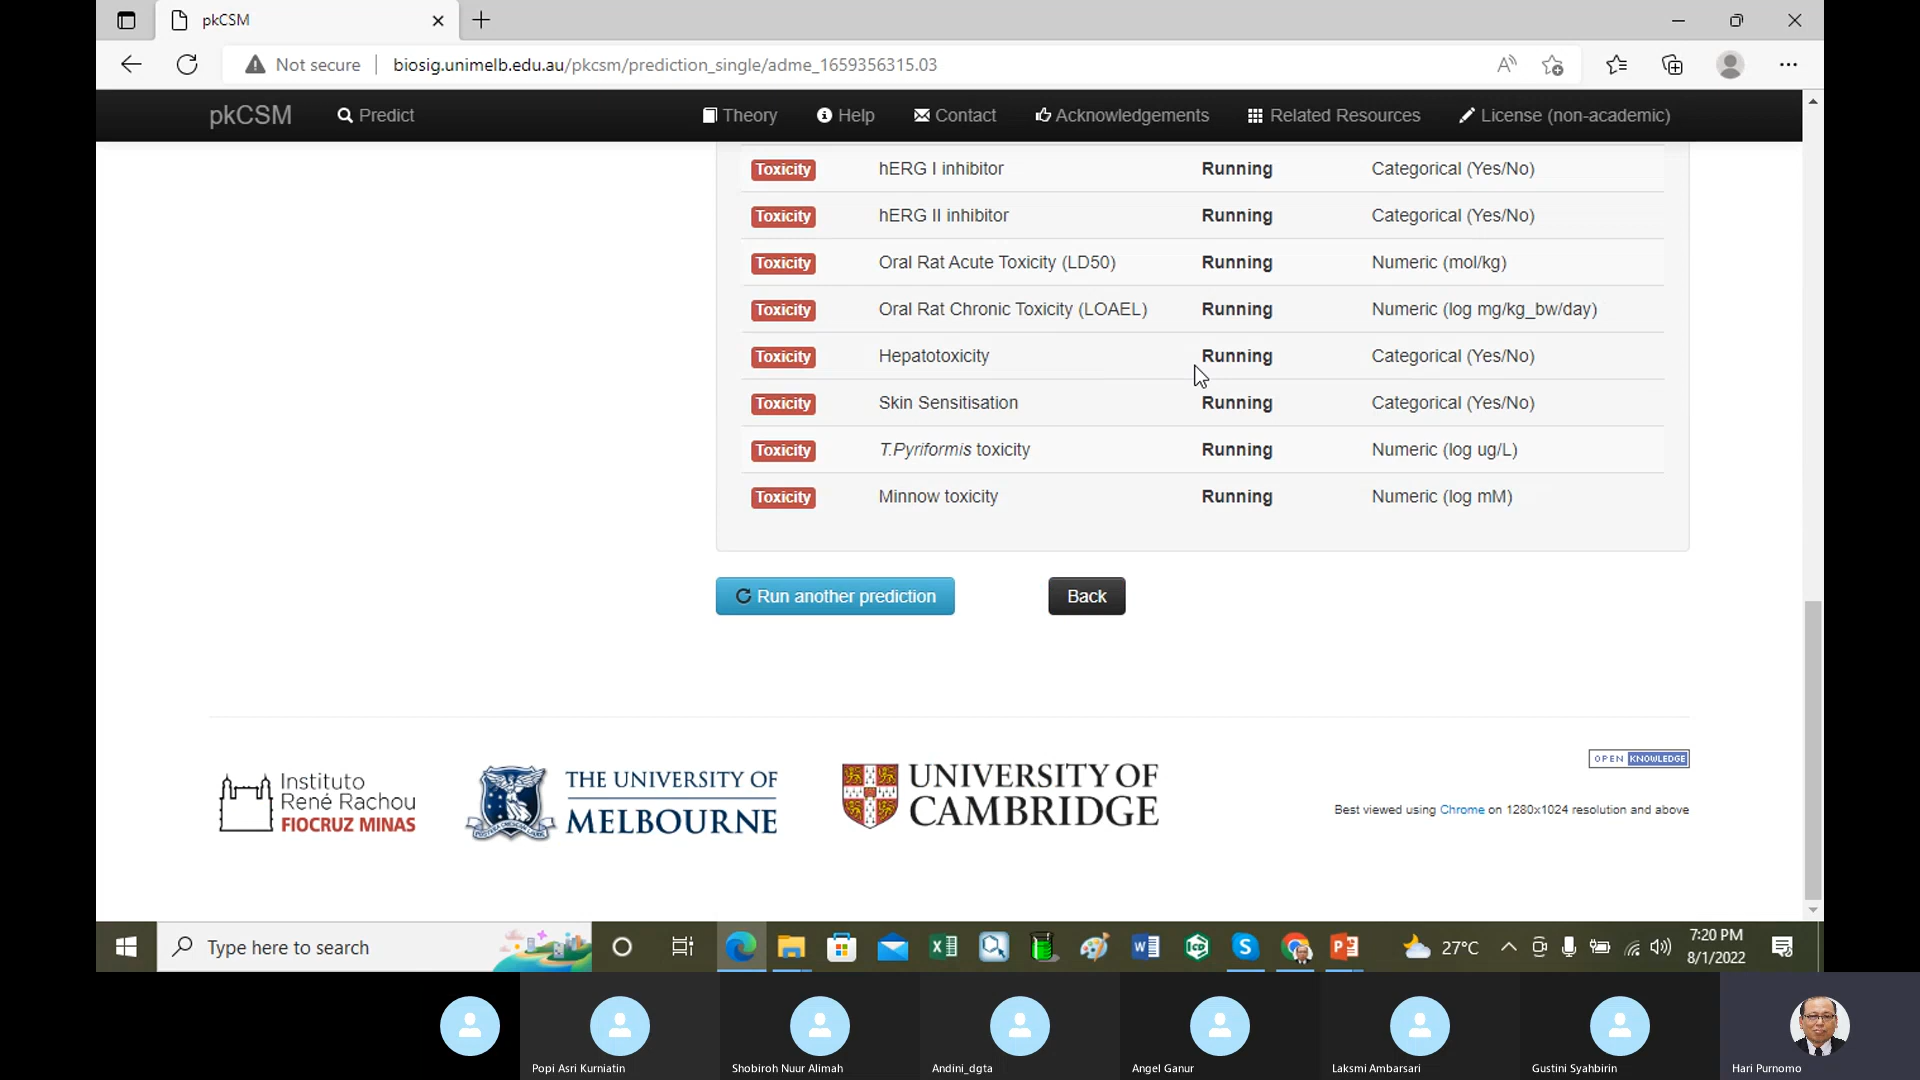 pkCSM
Not secure
biosig.unimelb.edu.au/pkcsm/prediction_single/adme_1659356315.03
pkCSM Predict Theory Help Contact Acknowledgements Related Resources License (non-academic)
Toxicity hERG I inhibitor Running Categorical (Yes/No)
Toxicity hERG II inhibitor Running Categorical (Yes/No)
Toxicity Oral Rat Acute Toxicity (LD50) Running Numeric (mol/kg)
Toxicity Oral Rat Chronic Toxicity (LOAEL) Running Numeric (log mg/kg_bw/day)
Toxicity Hepatotoxicity Running Categorical (Yes/No)
Toxicity Skin Sensitisation Running Categorical (Yes/No)
Toxicity T.Pyriformis toxicity Running Numeric (log ug/L)
Toxicity Minnow toxicity Running Numeric (log mM)
Run another prediction Back
Instituto
René Rachou
FIOCRUZ MINAS
THE UNIVERSITY OF
MELBOURNE
UNIVERSITY OF
CAMBRIDGE
OPEN KNOWLEDGE
Best viewed using Chrome on 1280x1024 resolution and above
Type here to search
27°C
7:20 PM
8/1/2022
Popi Asri Kurniatin
Shobiroh Nuur Alimah
Andini_dgta
Angel Ganur
Laksmi Ambarsari
Gustini Syahbirin
Hari Purnomo